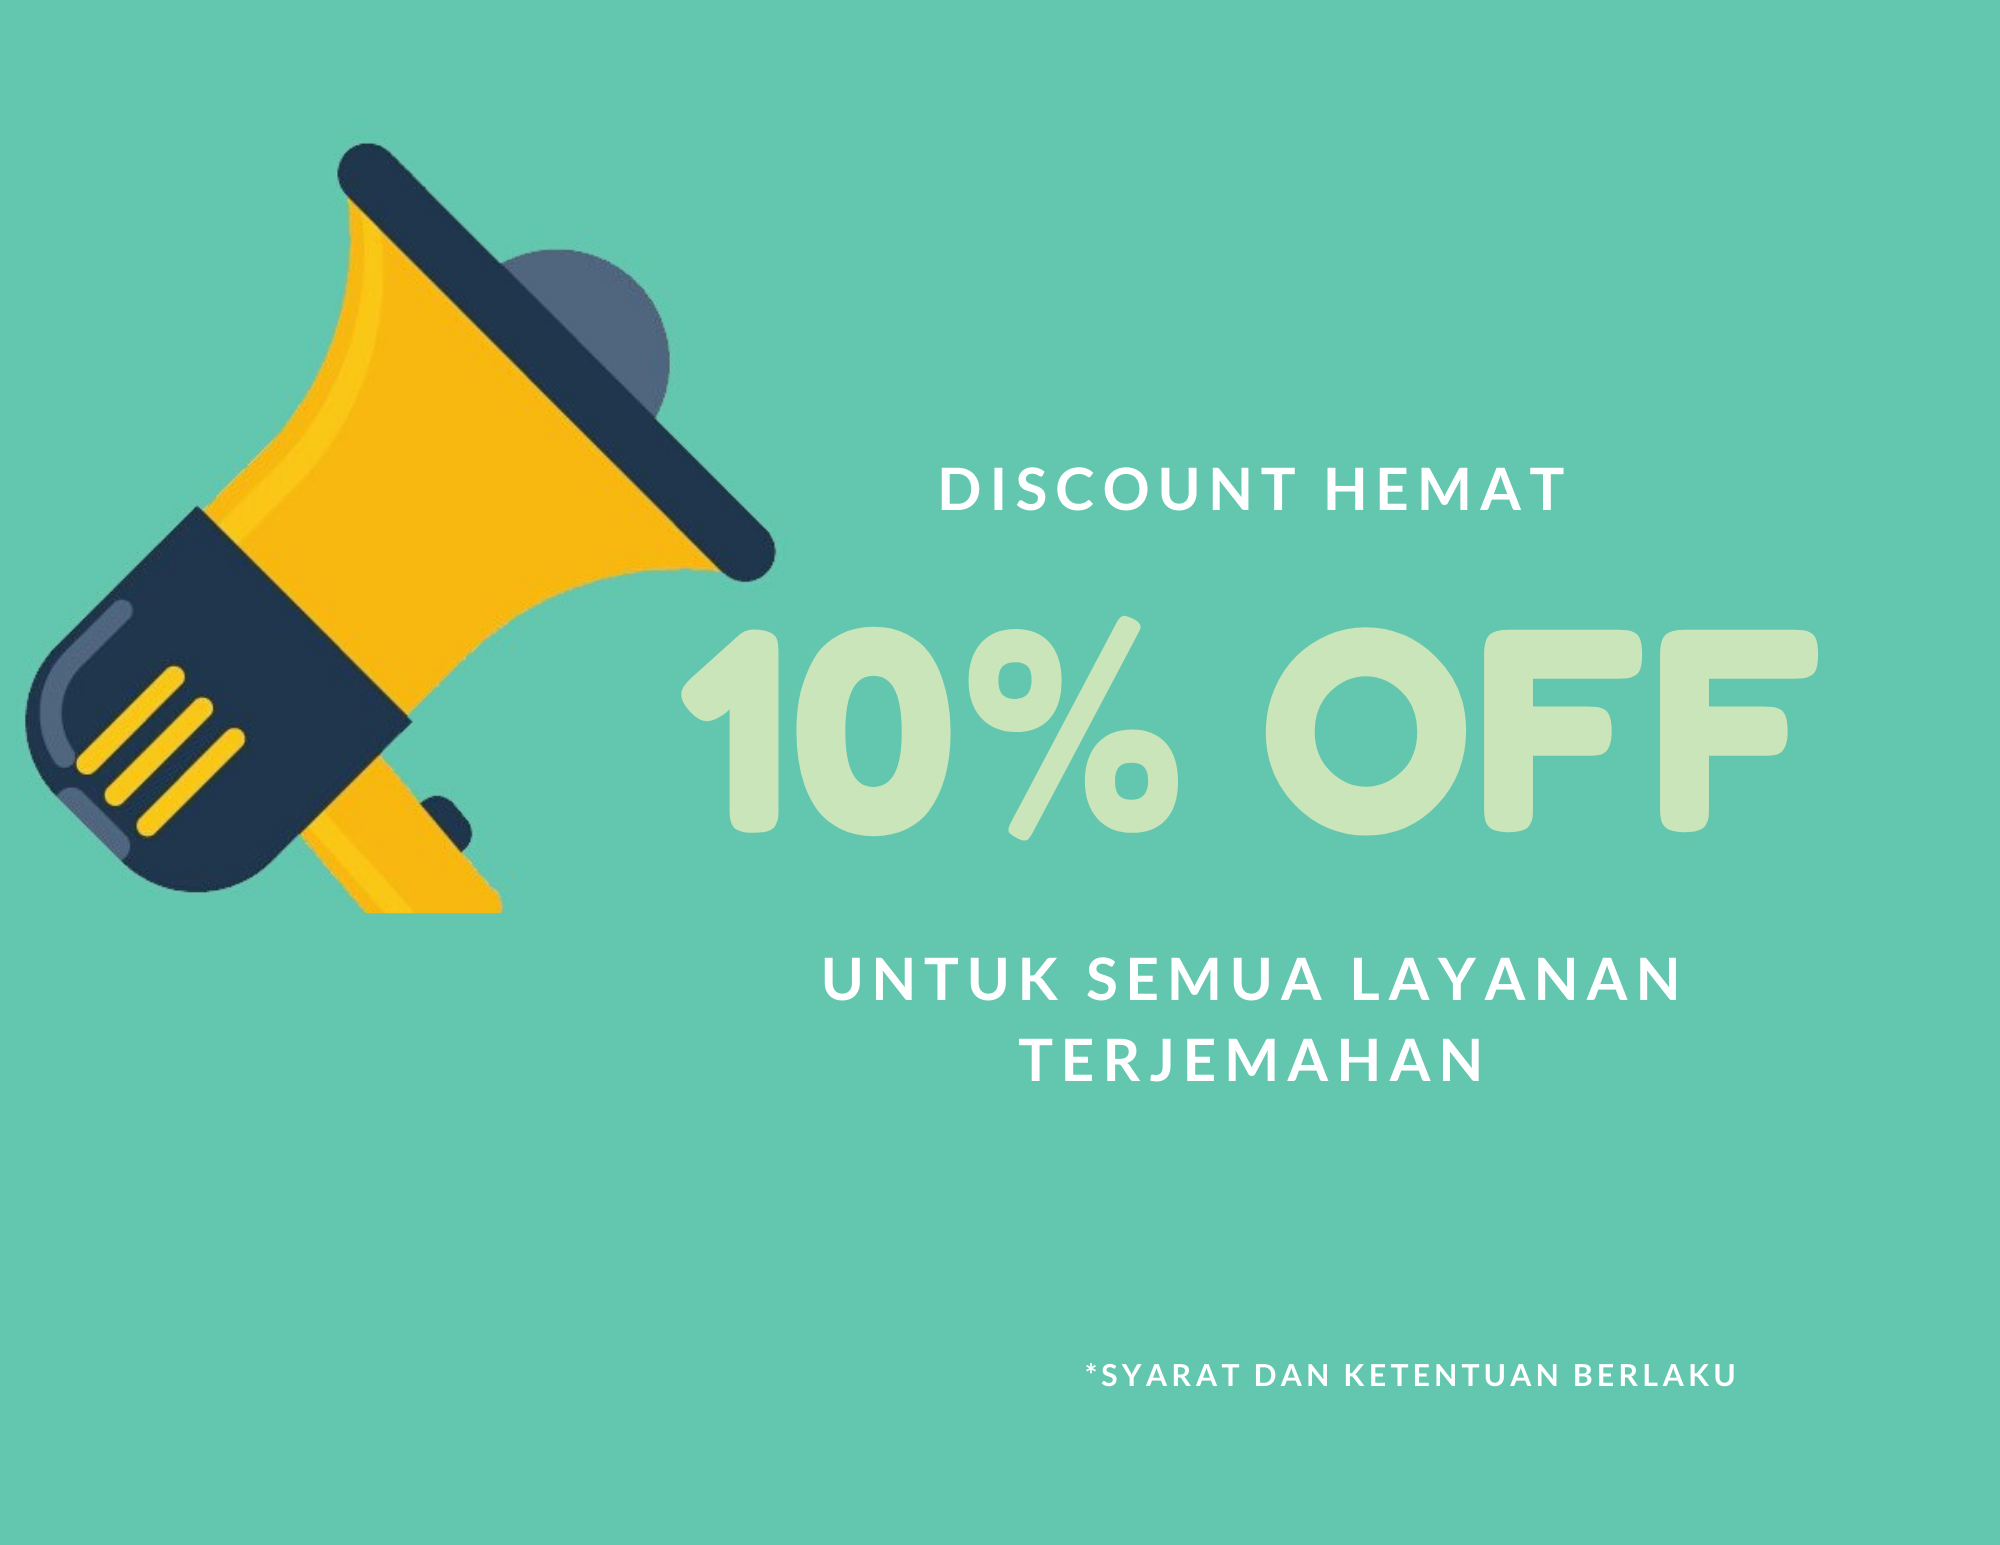 DISCOUNT HEMAT
10% OFF
UNTUK SEMUA LAYANAN
TERJEMAHAN
*SYARAT DAN KETENTUAN BERLAKU